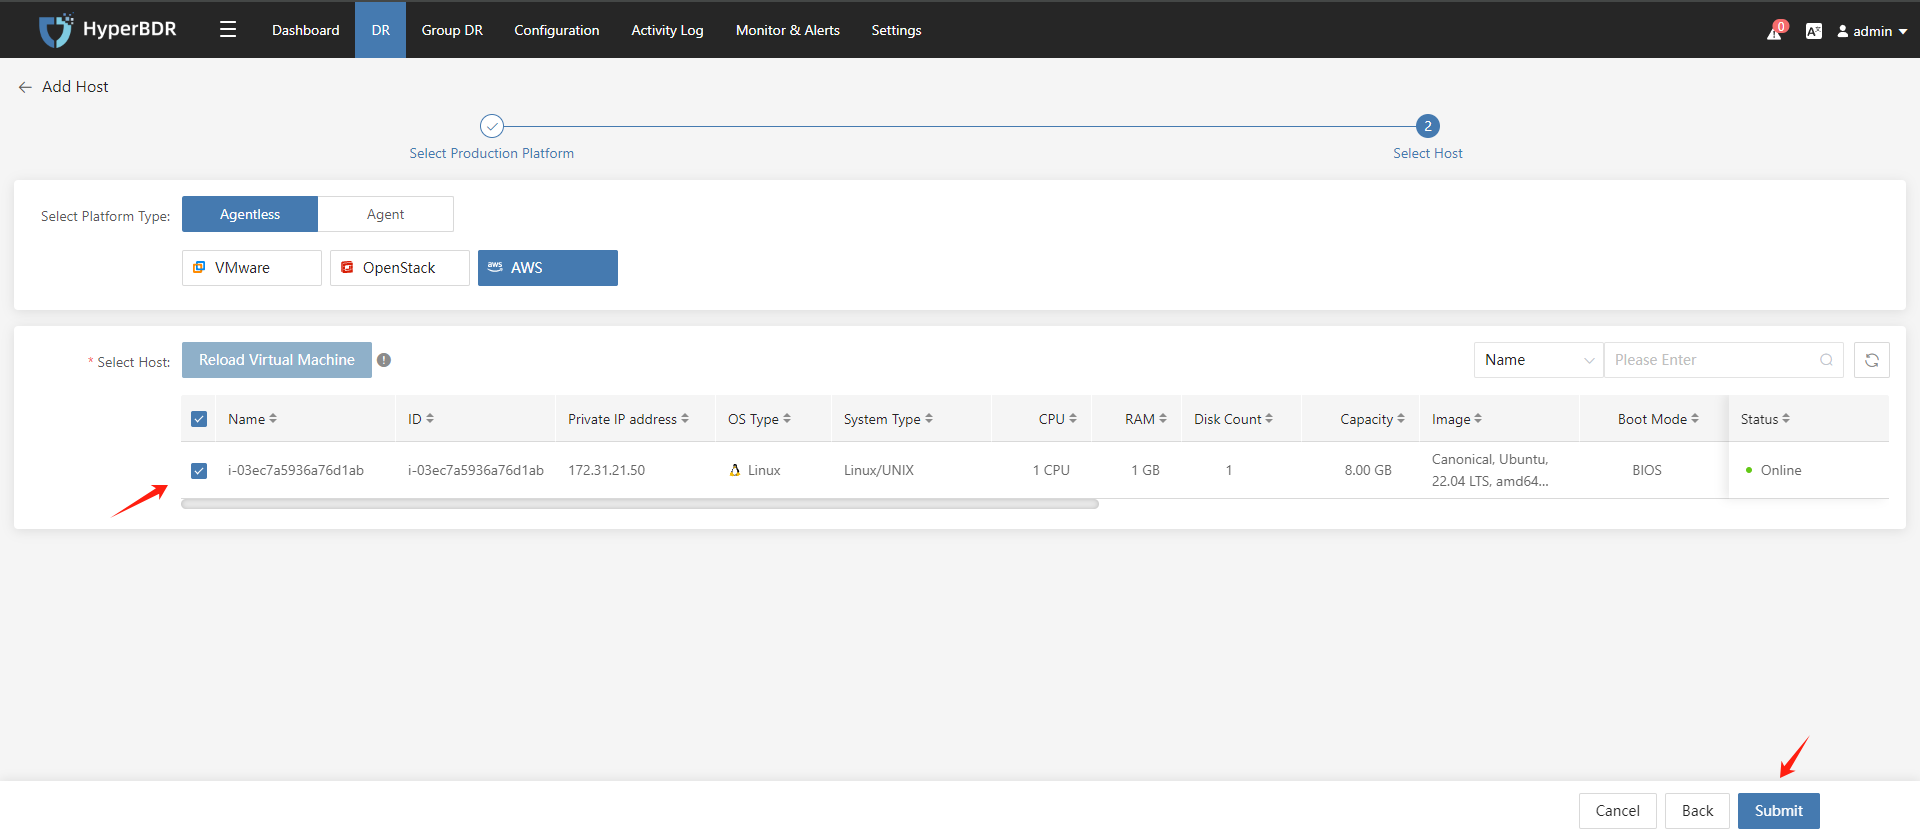 HyperBDR
Dashboard
DR
Group DR
Configuration
Activity Log
Monitor & Alerts
Settings
0
admin
Add Host
2
Select Production Platform
Select Host
Select Platform Type:
Agentless
Agent
VMware
OpenStack
aws AWS
* Select Host:
Reload Virtual Machine
Name
Please Enter
Name ID Private IP address OS Type System Type CPU RAM Disk Count Capacity Image Boot Mode Status
i-03ec7a5936a76d1ab i-03ec7a5936a76d1ab 172.31.21.50 Linux Linux/UNIX 1 CPU 1 GB 1 8.00 GB Canonical, Ubuntu,
22.04 LTS, amd64...
BIOS
Online
Cancel
Back
Submit